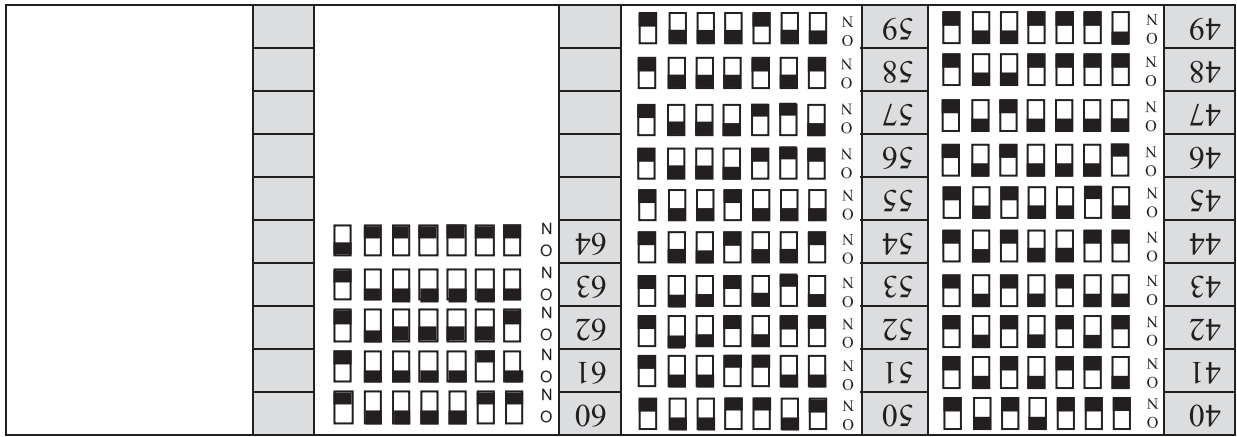 40 ON
41 ON
42 ON
43 ON
44 ON
45 ON
46 ON
47 ON
48 ON
49 ON
50 ON
51 ON
52 ON
53 ON
54 ON
55 ON
56 ON
57 ON
58 ON
59 ON
60 ON
61 ON
62 ON
63 ON
64 ON